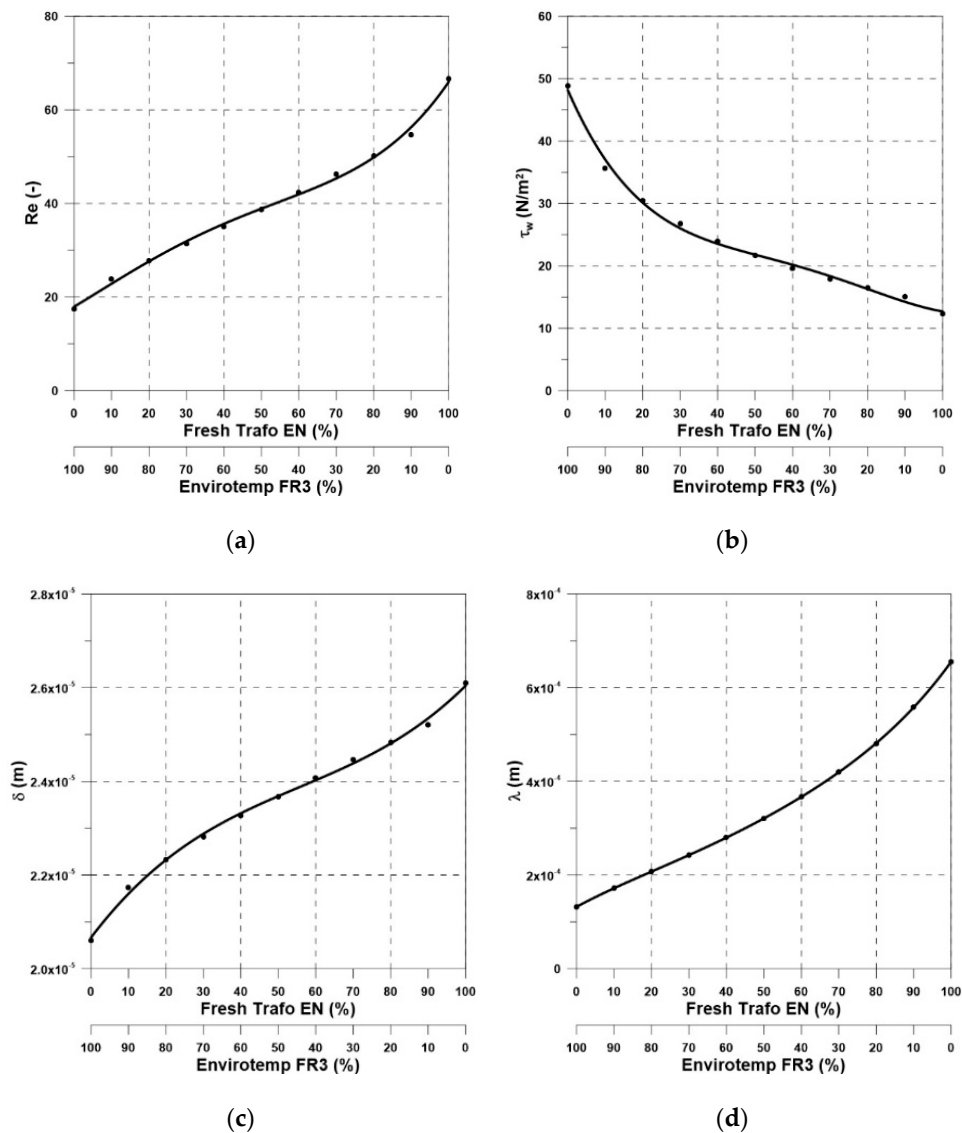 80
60
40
20
0
Re (-)
0 10 20 30 40 50 60 70 80 90 100
Fresh Trafo EN (%)
100 90 80 70 60 50 40 30 20 10 0
Envirotemp FR3 (%)
(a)
60
50
40
30
20
10
0
τw (N/m²)
0 10 20 30 40 50 60 70 80 90 100
Fresh Trafo EN (%)
100 90 80 70 60 50 40 30 20 10 0
Envirotemp FR3 (%)
(b)
2.8x10⁻⁵
2.6x10⁻⁵
2.4x10⁻⁵
2.2x10⁻⁵
2.0x10⁻⁵
δ (m)
0 10 20 30 40 50 60 70 80 90 100
Fresh Trafo EN (%)
100 90 80 70 60 50 40 30 20 10 0
Envirotemp FR3 (%)
(c)
8x10⁻⁴
6x10⁻⁴
4x10⁻⁴
2x10⁻⁴
0
λ (m)
0 10 20 30 40 50 60 70 80 90 100
Fresh Trafo EN (%)
100 90 80 70 60 50 40 30 20 10 0
Envirotemp FR3 (%)
(d)